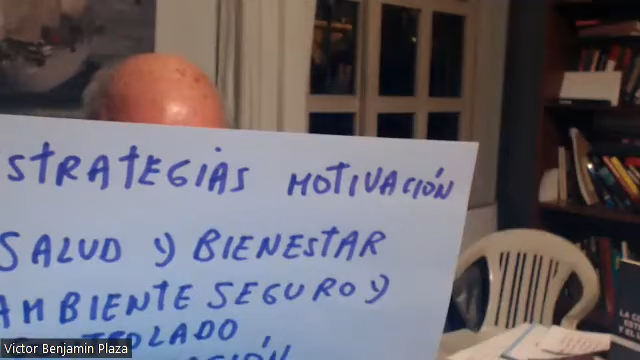 STRATEGIAS MOTIVACIÓN
SALUD Y BIENESTAR
AMBIENTE SEGURO Y
Victor Benjamin Plaza